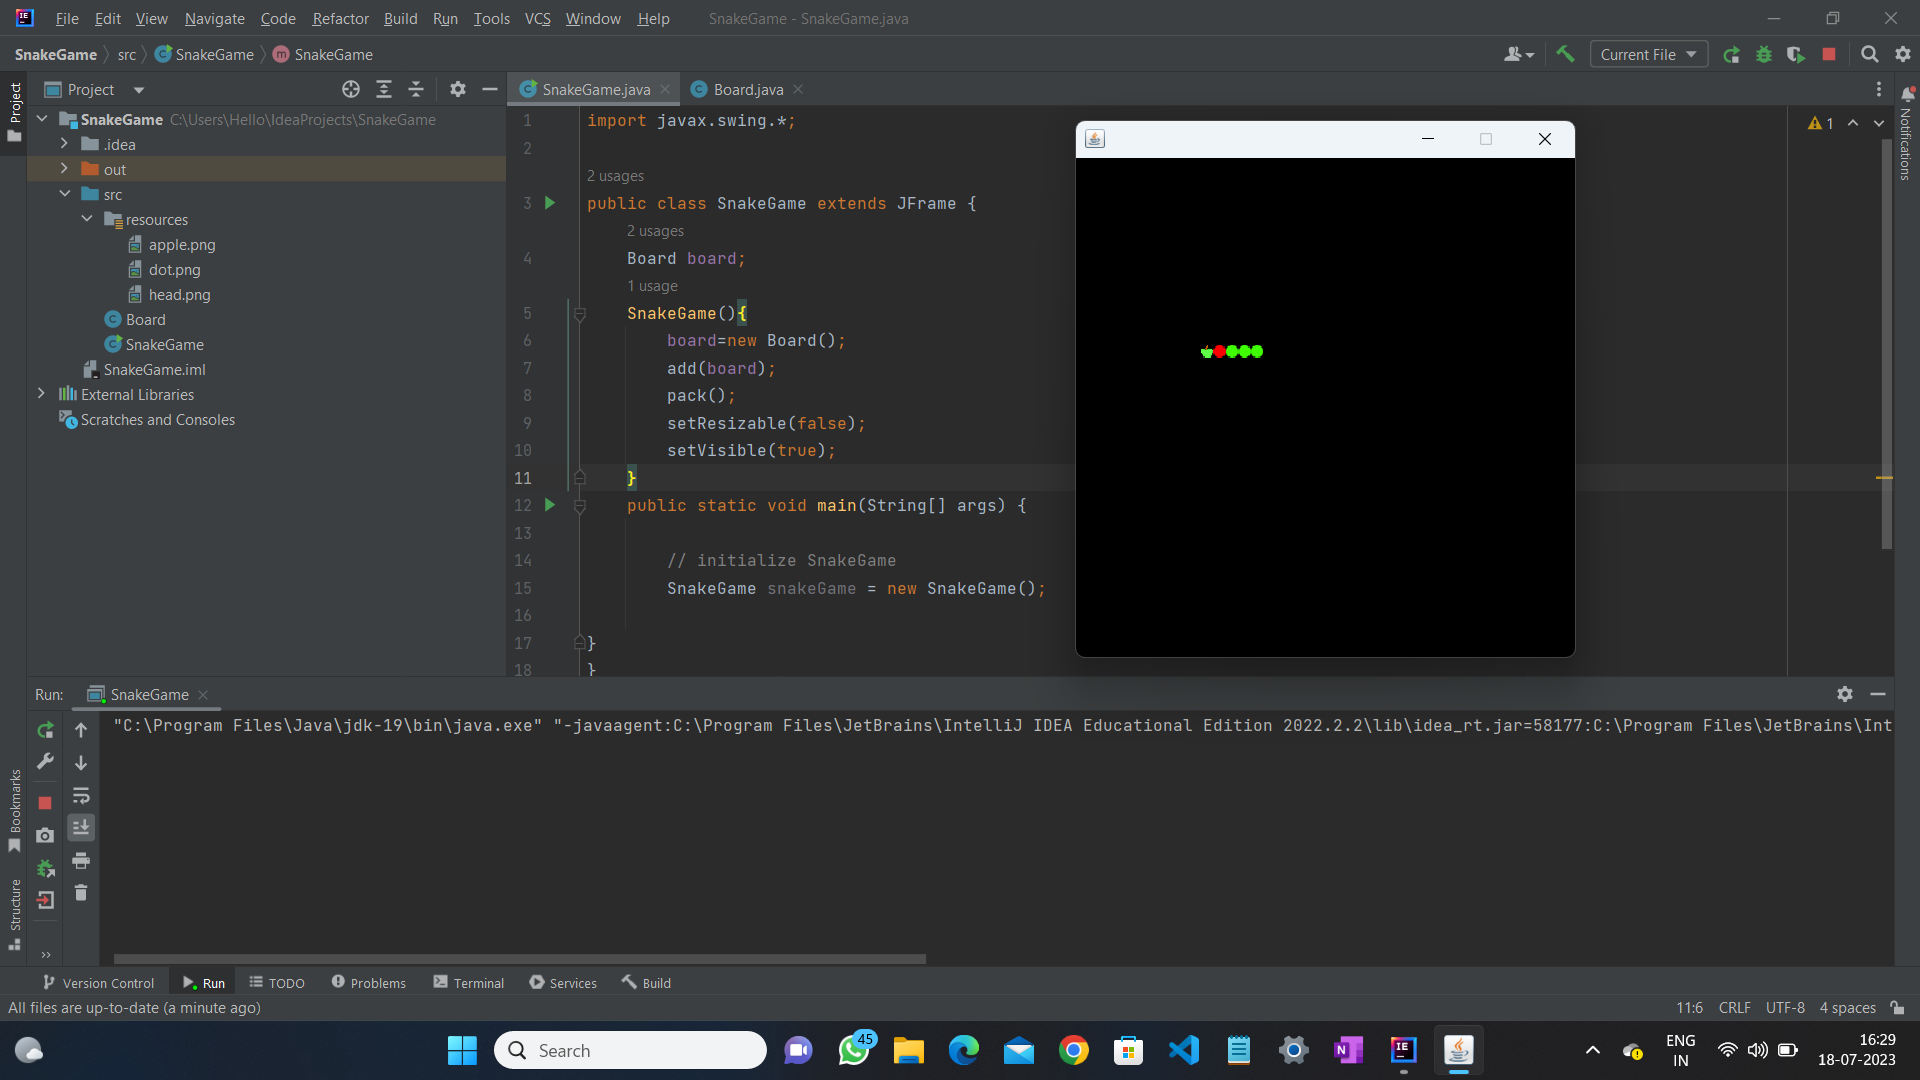 File Edit View Navigate Code Refactor Build Run Tools VCS Window Help SnakeGame - SnakeGame.java
SnakeGame src SnakeGame m SnakeGame Current File
Project
Project
SnakeGame C:\Users\Hello\IdeaProjects\SnakeGame
.idea
out
src
resources
apple.png
dot.png
head.png
Board
SnakeGame
SnakeGame.iml
External Libraries
Scratches and Consoles
SnakeGame.java Board.java
1 import javax.swing.*;
2
2 usages
3 public class SnakeGame extends JFrame {
2 usages
4 Board board;
1 usage
5 SnakeGame(){
6 board=new Board();
7 add(board);
8 pack();
9 setResizable(false);
10 setVisible(true);
11 }
12 public static void main(String[] args) {
13
14 // initialize SnakeGame
15 SnakeGame snakeGame = new SnakeGame();
16
17 }
18 }
1
Notifications
Run: SnakeGame
"C:\Program Files\Java\jdk-19\bin\java.exe" "-javaagent:C:\Program Files\JetBrains\IntelliJ IDEA Educational Edition 2022.2.2\lib\idea_rt.jar=58177:C:\Program Files\JetBrains\Int
Bookmarks
Structure
Version Control Run TODO Problems Terminal Services Build
All files are up-to-date (a minute ago) 11:6 CRLF UTF-8 4 spaces
Search
45
ENG
IN
16:29
18-07-2023